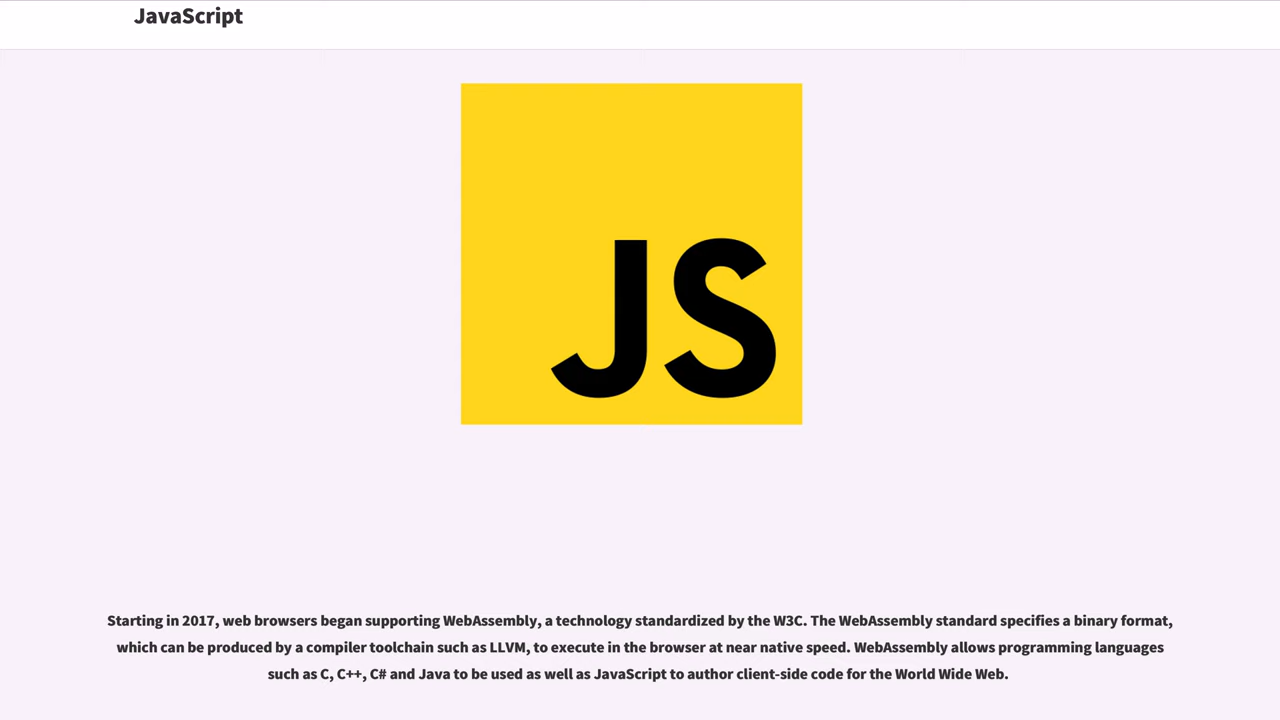 JavaScript
JS
Starting in 2017, web browsers began supporting WebAssembly, a technology standardized by the W3C. The WebAssembly standard specifies a binary format,
which can be produced by a compiler toolchain such as LLVM, to execute in the browser at near native speed. WebAssembly allows programming languages
such as C, C++, C# and Java to be used as well as JavaScript to author client-side code for the World Wide Web.